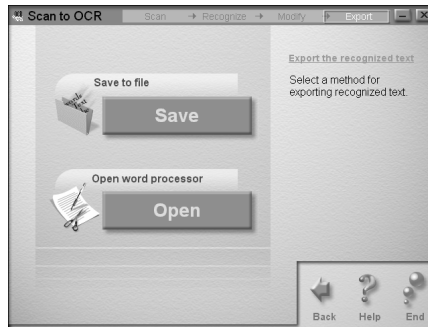 Scan to OCR
Scan → Recognize → Modify → Export
Export the recognized text
Select a method for
exporting recognized text.
Save to file
Save
Open word processor
Open
Back Help End